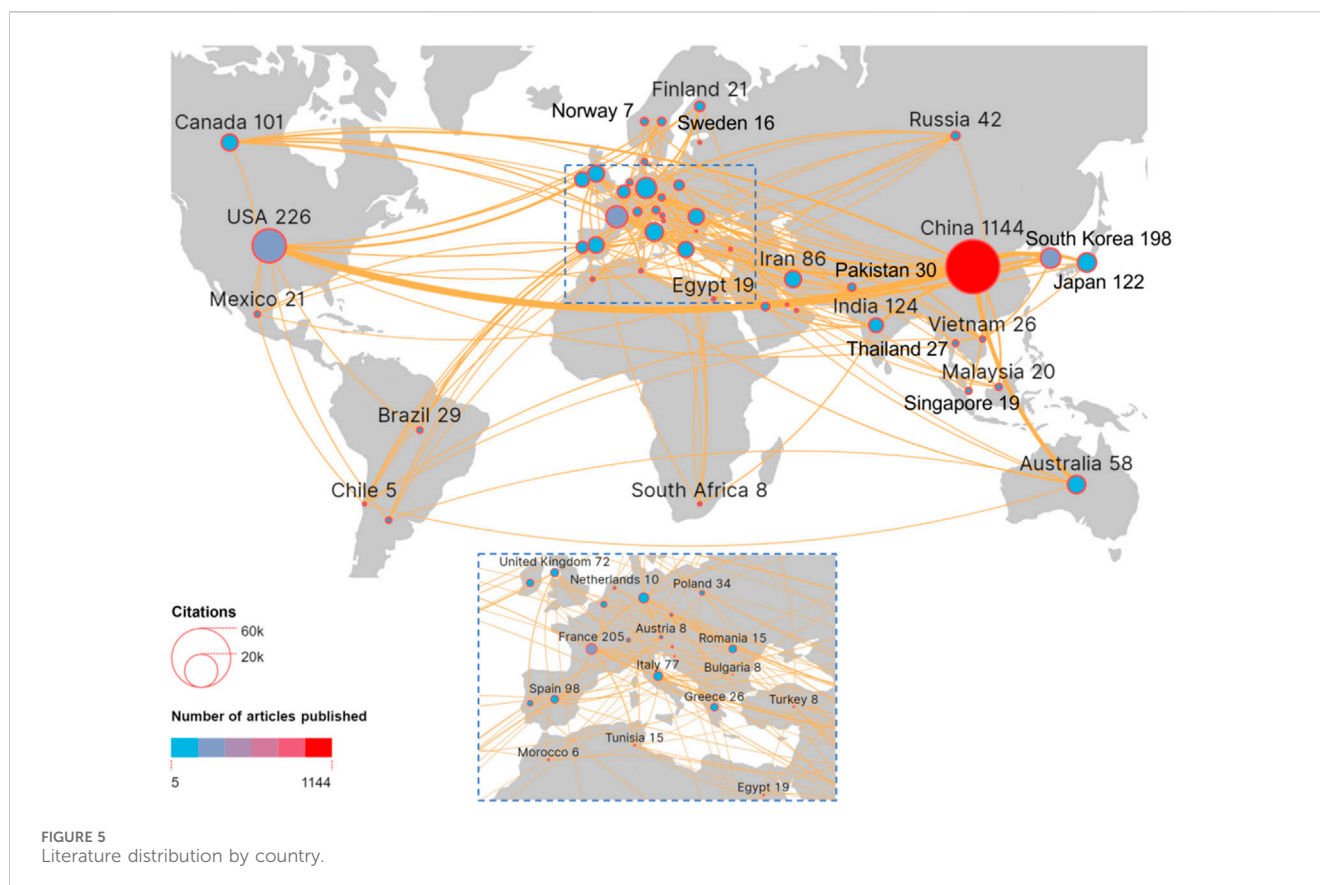 Finland 21
Norway 7
Sweden 16
Canada 101
Russia 42
USA 226
China 1144
South Korea 198
Iran 86
Pakistan 30
Japan 122
Mexico 21
Egypt 19
India 124
Vietnam 26
Thailand 27
Malaysia 20
Singapore 19
Brazil 29
Australia 58
Chile 5
South Africa 8
United Kingdom 72
Netherlands 10
Poland 34
France 205
Austria 8
Romania 15
Italy 77
Bulgaria 8
Spain 98
Greece 26
Turkey 8
Tunisia 15
Morocco 6
Egypt 19
Citations
60k
20k
Number of articles published
5
1144
FIGURE 5
Literature distribution by country.